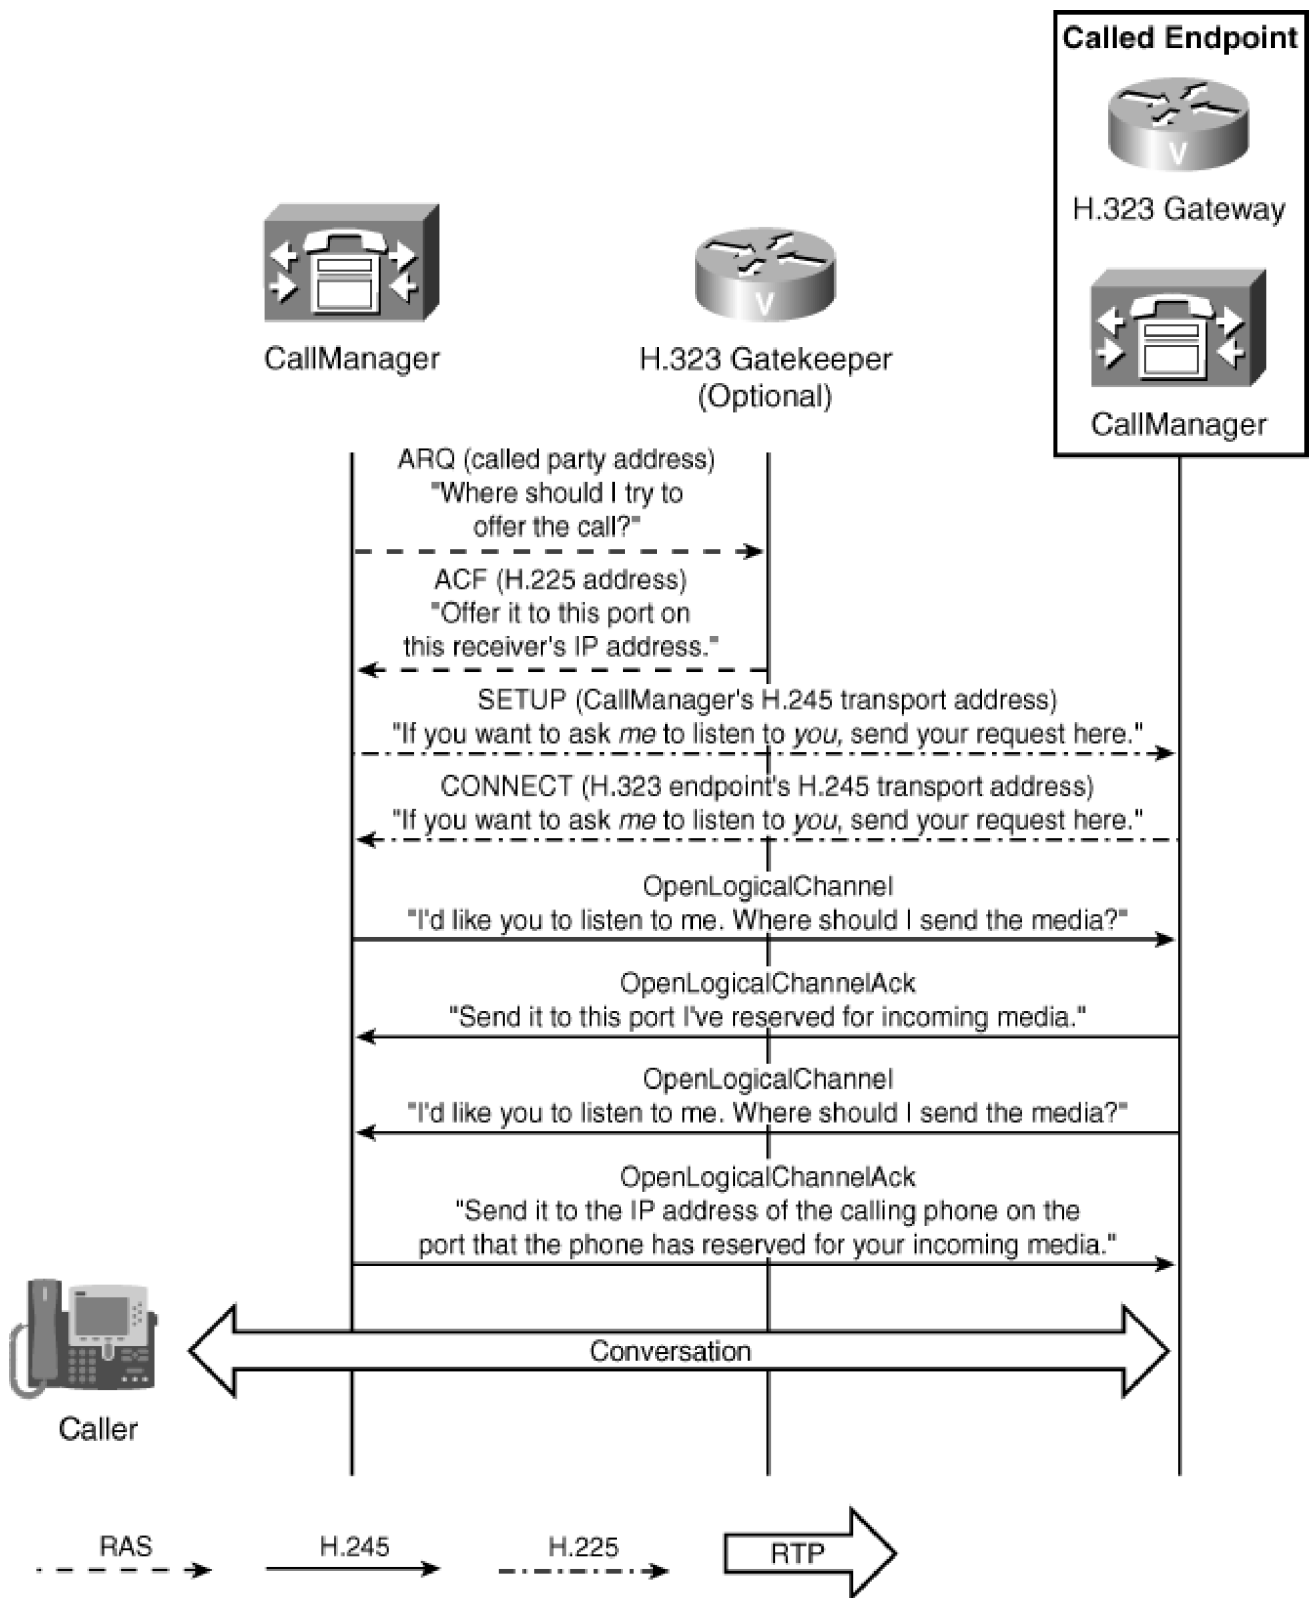 Called Endpoint
V
H.323 Gateway
CallManager
V
H.323 Gatekeeper
(Optional)
CallManager
ARQ (called party address)
"Where should I try to
offer the call?"
ACF (H.225 address)
"Offer it to this port on
this receiver's IP address."
SETUP (CallManager's H.245 transport address)
"If you want to ask me to listen to you, send your request here."
CONNECT (H.323 endpoint's H.245 transport address)
"If you want to ask me to listen to you, send your request here."
OpenLogicalChannel
"I'd like you to listen to me. Where should I send the media?"
OpenLogicalChannelAck
"Send it to this port I've reserved for incoming media."
OpenLogicalChannel
"I'd like you to listen to me. Where should I send the media?"
OpenLogicalChannelAck
"Send it to the IP address of the calling phone on the
port that the phone has reserved for your incoming media."
Conversation
Caller
RAS
H.245
H.225
RTP